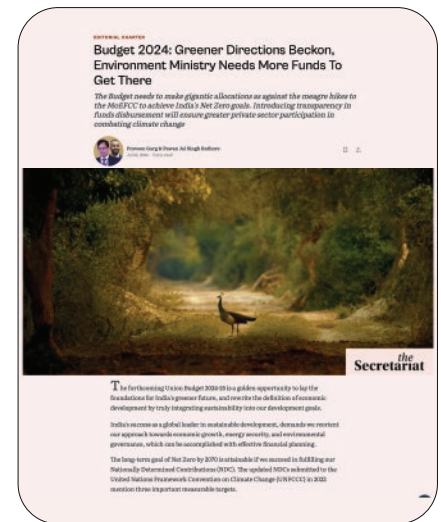 EDITORIAL CHARTER
Budget 2024: Greener Directions Beckon,
Environment Ministry Needs More Funds To
Get There
The Budget needs to make gigantic allocations as against the meagre hikes to
the MoEFCC to achieve India's Net Zero goals. Introducing transparency in
funds disbursement will ensure greater private sector participation in
combating climate change
Praveen Garg & Pawan Jai Singh Rathore
the
Secretariat
The forthcoming Union Budget 2024-25 is a golden opportunity to lay the
foundations for India's greener future, and rewrite the definition of economic
development by truly integrating sustainability into our development goals.
India's success as a global leader in sustainable development, demands we reorient
our approach towards economic growth, energy security, and environmental
governance, which can be accomplished with effective financial planning.
The long-term goal of Net Zero by 2070 is attainable if we succeed in fulfilling our
Nationally Determined Contributions (NDC). The updated NDCs submitted to the
United Nations Framework Convention on Climate Change (UNFCCC) in 2022
mention three important measurable targets.